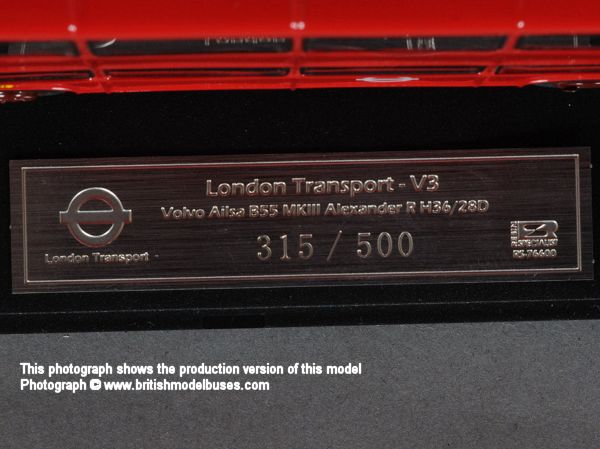 London Transport - V3
Volvo Ailsa B55 MKIII Alexander R H36/28D
315 / 500
London Transport
SPECIALIST
RS-76600
This photograph shows the production version of this model
Photograph © www.britishmodelbuses.com